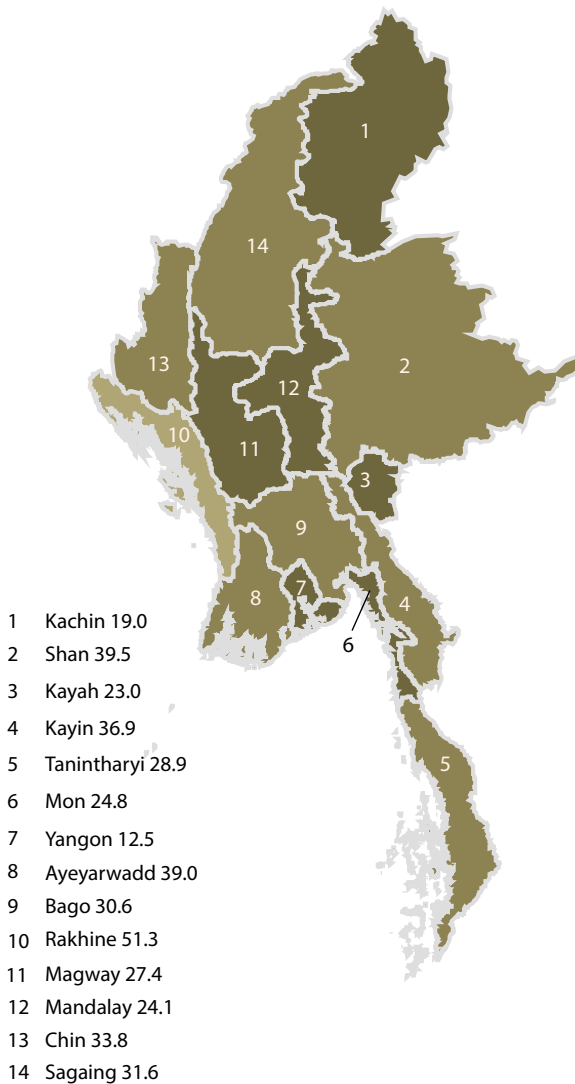 1
14
2
13
12
10
11
3
9
7
8
4
6
5
1 Kachin 19.0
2 Shan 39.5
3 Kayah 23.0
4 Kayin 36.9
5 Tanintharyi 28.9
6 Mon 24.8
7 Yangon 12.5
8 Ayeyarwadd 39.0
9 Bago 30.6
10 Rakhine 51.3
11 Magway 27.4
12 Mandalay 24.1
13 Chin 33.8
14 Sagaing 31.6